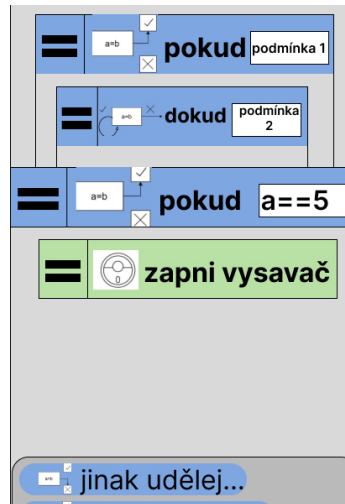 a=b pokud podmínka 1
a=b dokud podmínka
2
a=b pokud a==5
zapni vysavač
a=b jinak udělej...